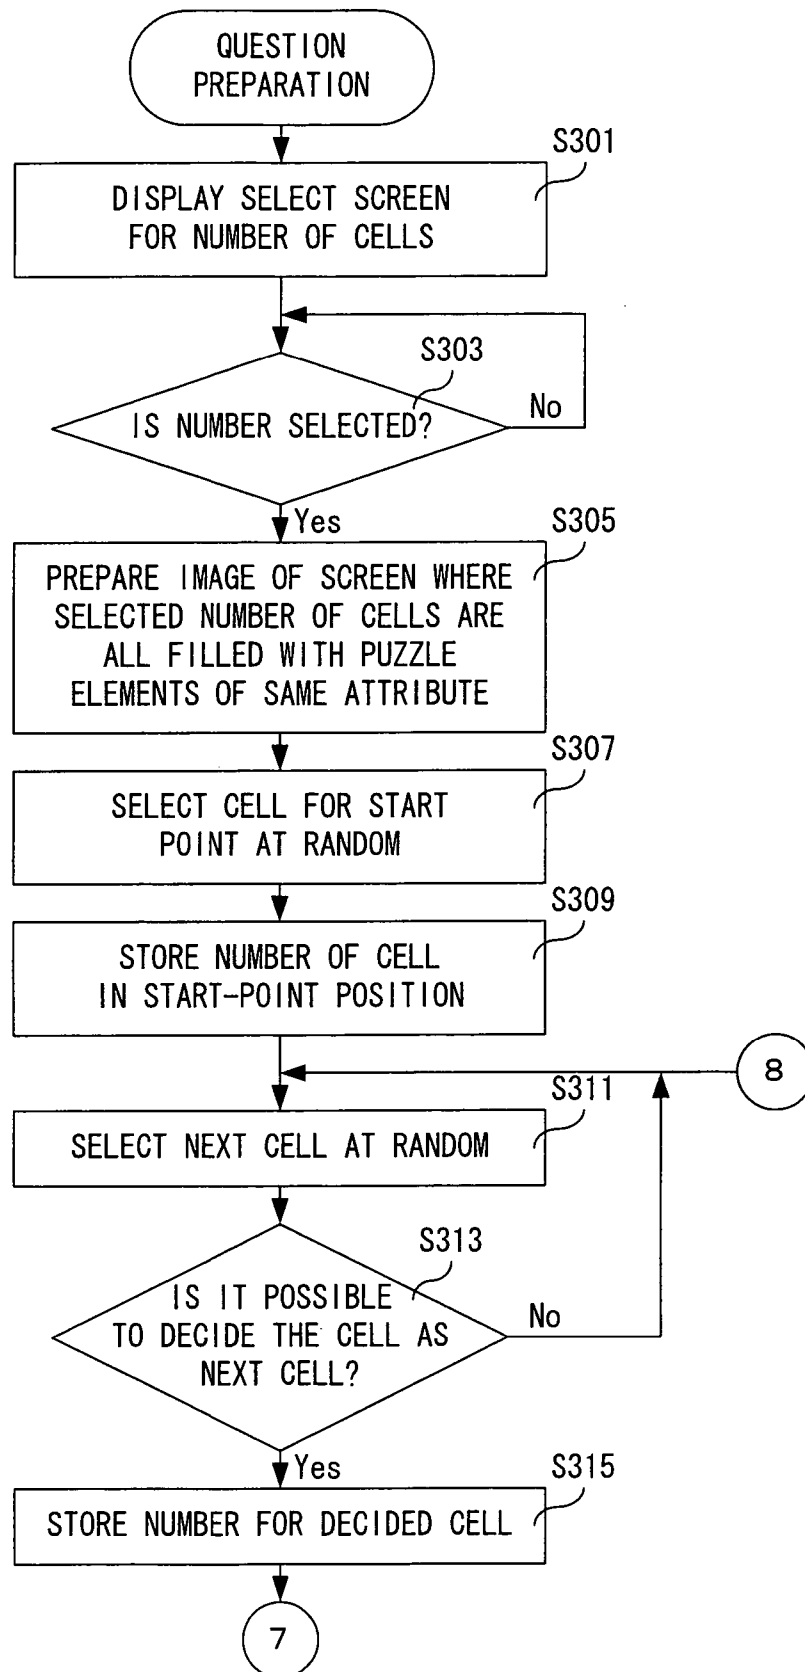 QUESTION
PREPARATION
S301
DISPLAY SELECT SCREEN
FOR NUMBER OF CELLS
S303
IS NUMBER SELECTED?
No
Yes
S305
PREPARE IMAGE OF SCREEN WHERE
SELECTED NUMBER OF CELLS ARE
ALL FILLED WITH PUZZLE
ELEMENTS OF SAME ATTRIBUTE
S307
SELECT CELL FOR START
POINT AT RANDOM
S309
STORE NUMBER OF CELL
IN START-POINT POSITION
8
S311
SELECT NEXT CELL AT RANDOM
S313
IS IT POSSIBLE
TO DECIDE THE CELL AS
NEXT CELL?
No
Yes
S315
STORE NUMBER FOR DECIDED CELL
7